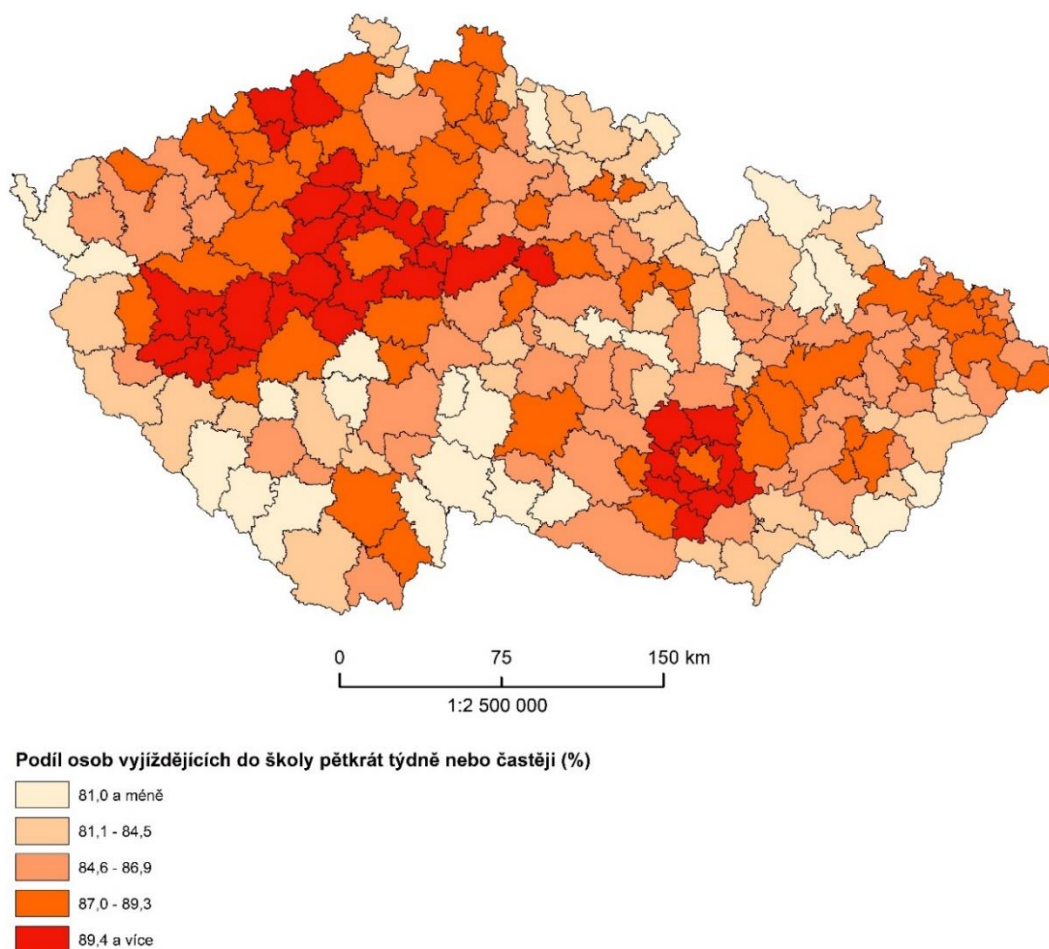 0 75 150 km
1:2 500 000
Podíl osob vyjíždějících do školy pětkrát týdně nebo častěji (%)
81,0 a méně
81,1 - 84,5
84,6 - 86,9
87,0 - 89,3
89,4 a více